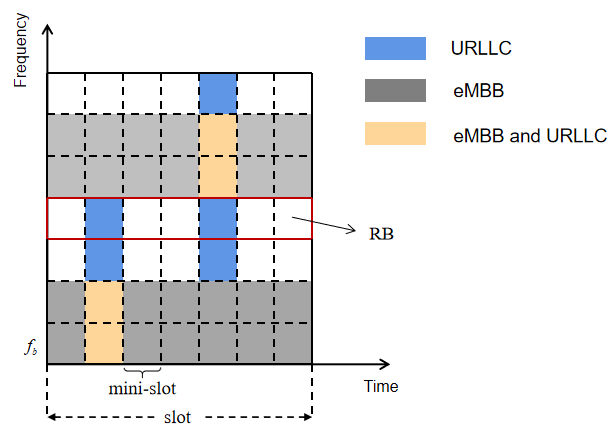 Frequency
URLLC
eMBB
eMBB and URLLC
RB
f_b
Time
mini-slot
slot